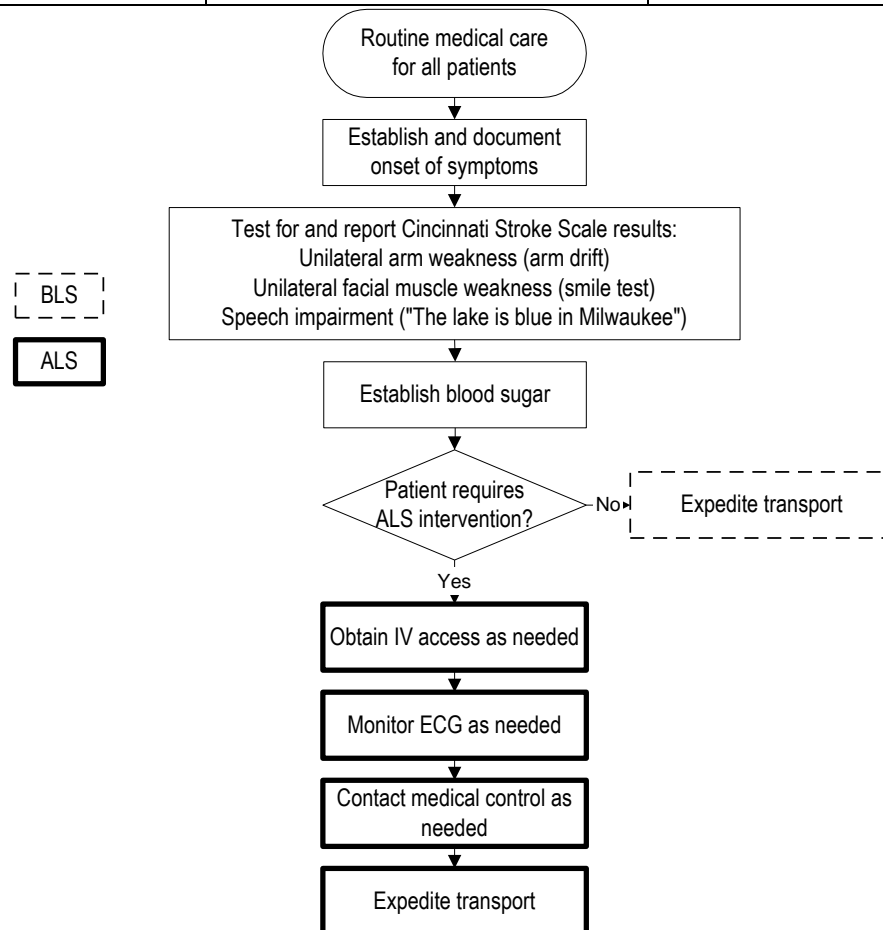 Routine medical care
for all patients
Establish and document
onset of symptoms
Test for and report Cincinnati Stroke Scale results:
Unilateral arm weakness (arm drift)
Unilateral facial muscle weakness (smile test)
Speech impairment ("The lake is blue in Milwaukee")
BLS
ALS
Establish blood sugar
Patient requires
ALS intervention?
No
Expedite transport
Yes
Obtain IV access as needed
Monitor ECG as needed
Contact medical control as
needed
Expedite transport